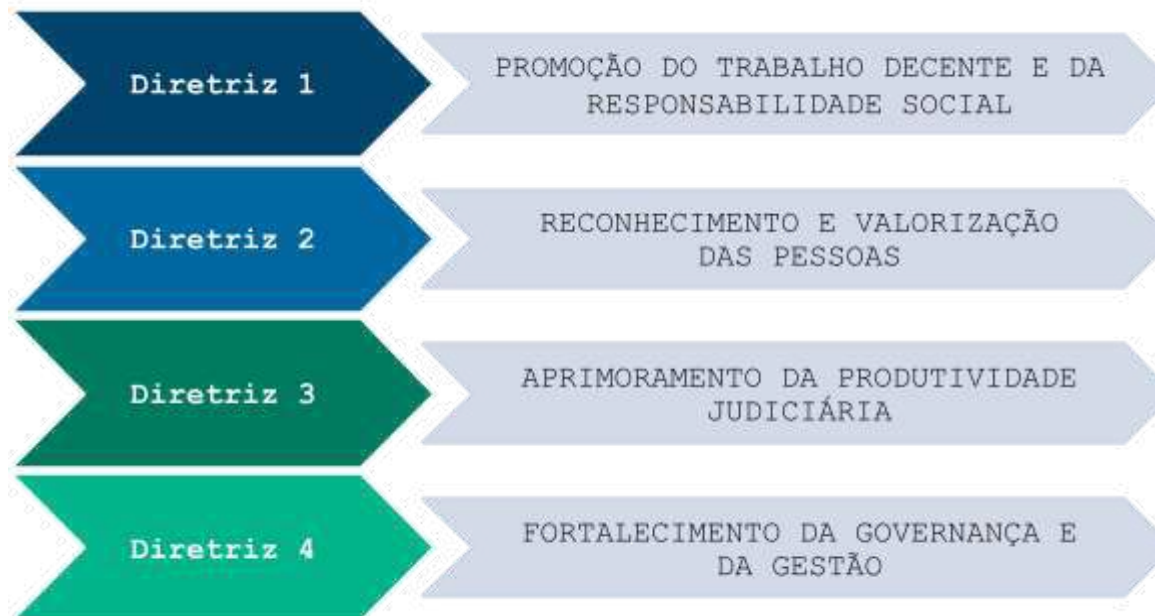 Diretriz 1
PROMOÇÃO DO TRABALHO DECENTE E DA
RESPONSABILIDADE SOCIAL
Diretriz 2
RECONHECIMENTO E VALORIZAÇÃO
DAS PESSOAS
Diretriz 3
APRIMORAMENTO DA PRODUTIVIDADE
JUDICIÁRIA
Diretriz 4
FORTALECIMENTO DA GOVERNANÇA E
DA GESTÃO